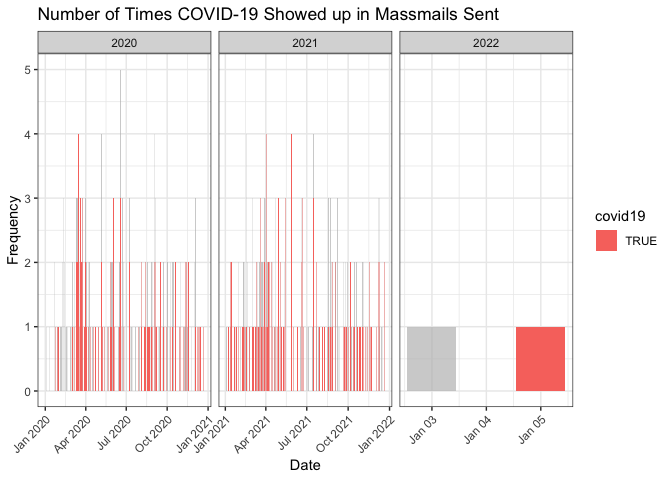 Number of Times COVID-19 Showed up in Massmails Sent
2020 2021 2022
5
4
3
2
1
0
Frequency
Jan 2020 Apr 2020 Jul 2020 Oct 2020 Jan 2021 Jan 2021 Apr 2021 Jul 2021 Oct 2021 Jan 2022 Jan 03 Jan 04 Jan 05
Date
covid19
TRUE